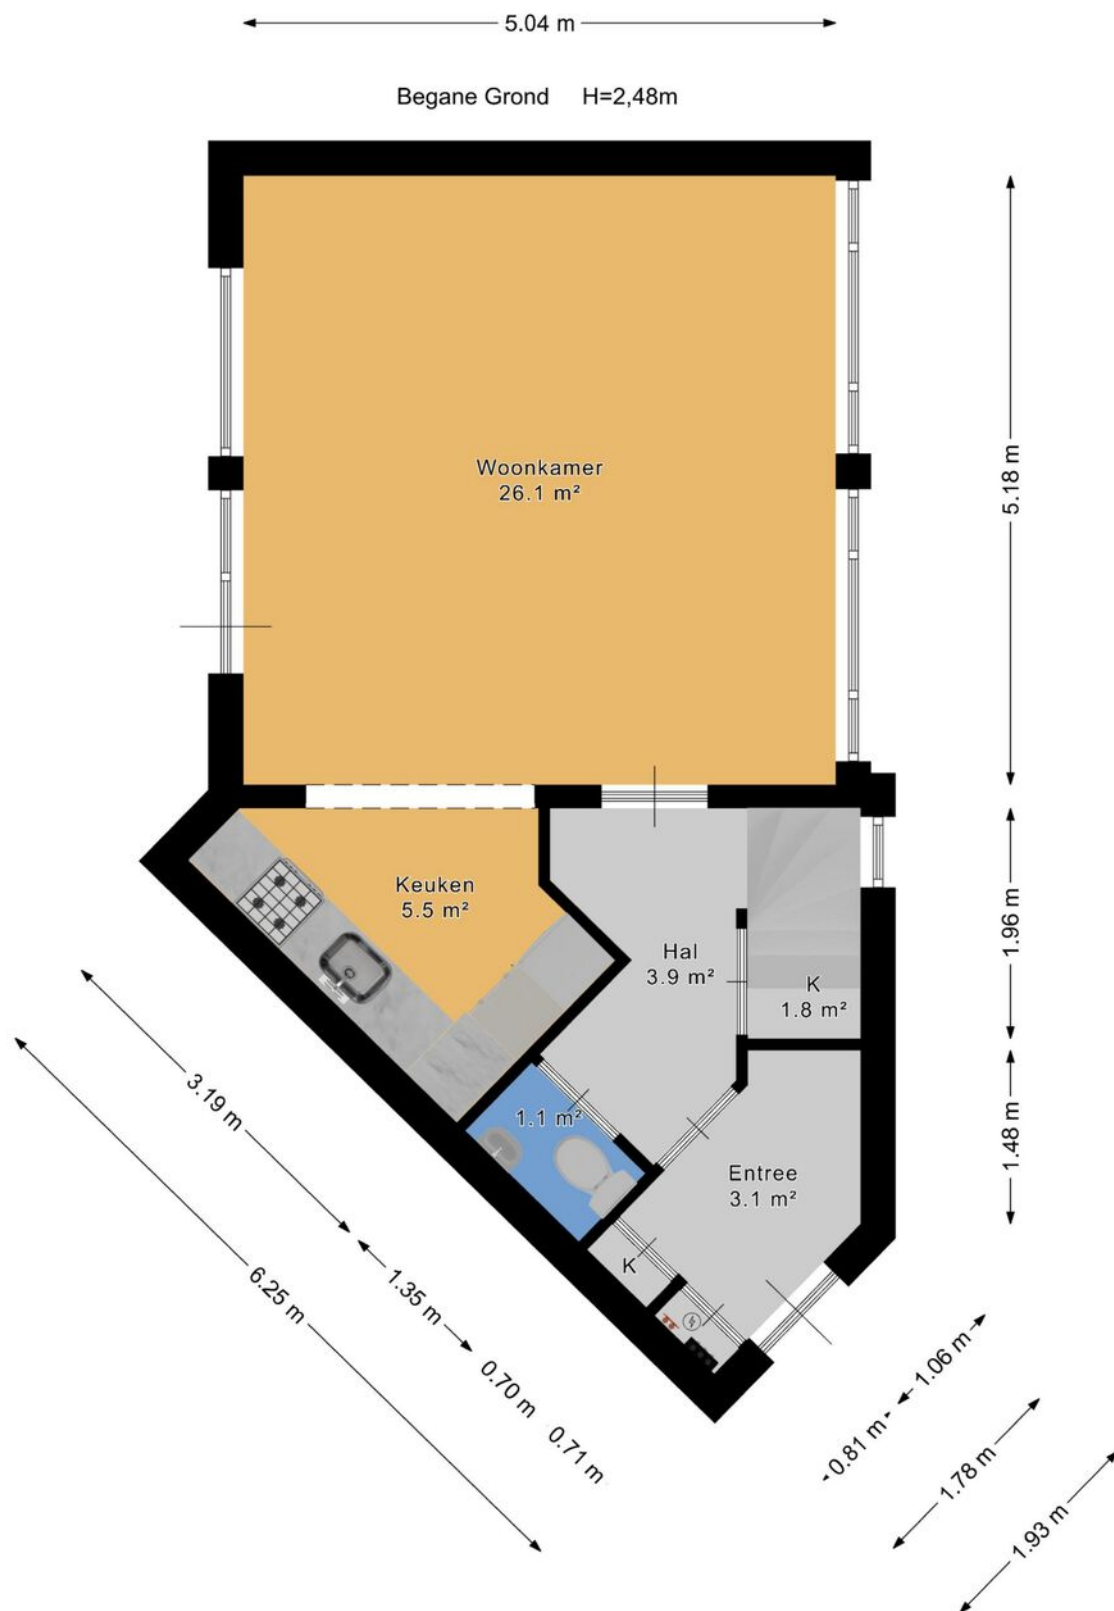 5.04 m
Begane Grond H=2,48m
Woonkamer
26.1 m²
5.18 m
Keuken
5.5 m²
Hal
3.9 m²
K
1.8 m²
1.96 m
3.19 m
1.1 m²
1.48 m
Entree
3.1 m²
K
6.25 m
1.35 m
0.70 m
0.71 m
1.06 m
0.81 m
1.78 m
1.93 m